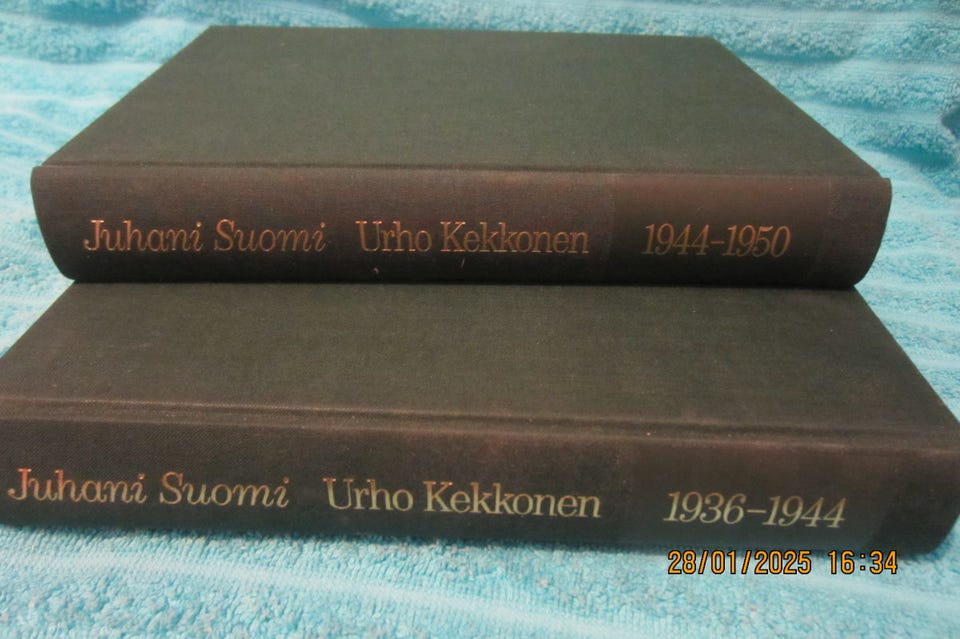 Juhani Suomi Urho Kekkonen 1944-1950
Juhani Suomi Urho Kekkonen 1936-1944
28/01/2025 16:34